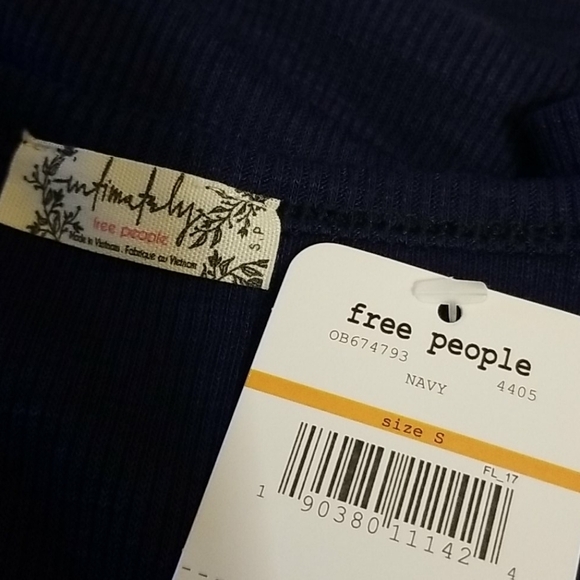 intimately
free people
Made in Vietnam . Fabrique au Vietnam
S.P
free people
OB674793
NAVY 4405
size S
FL_17
1 90380 11142 4